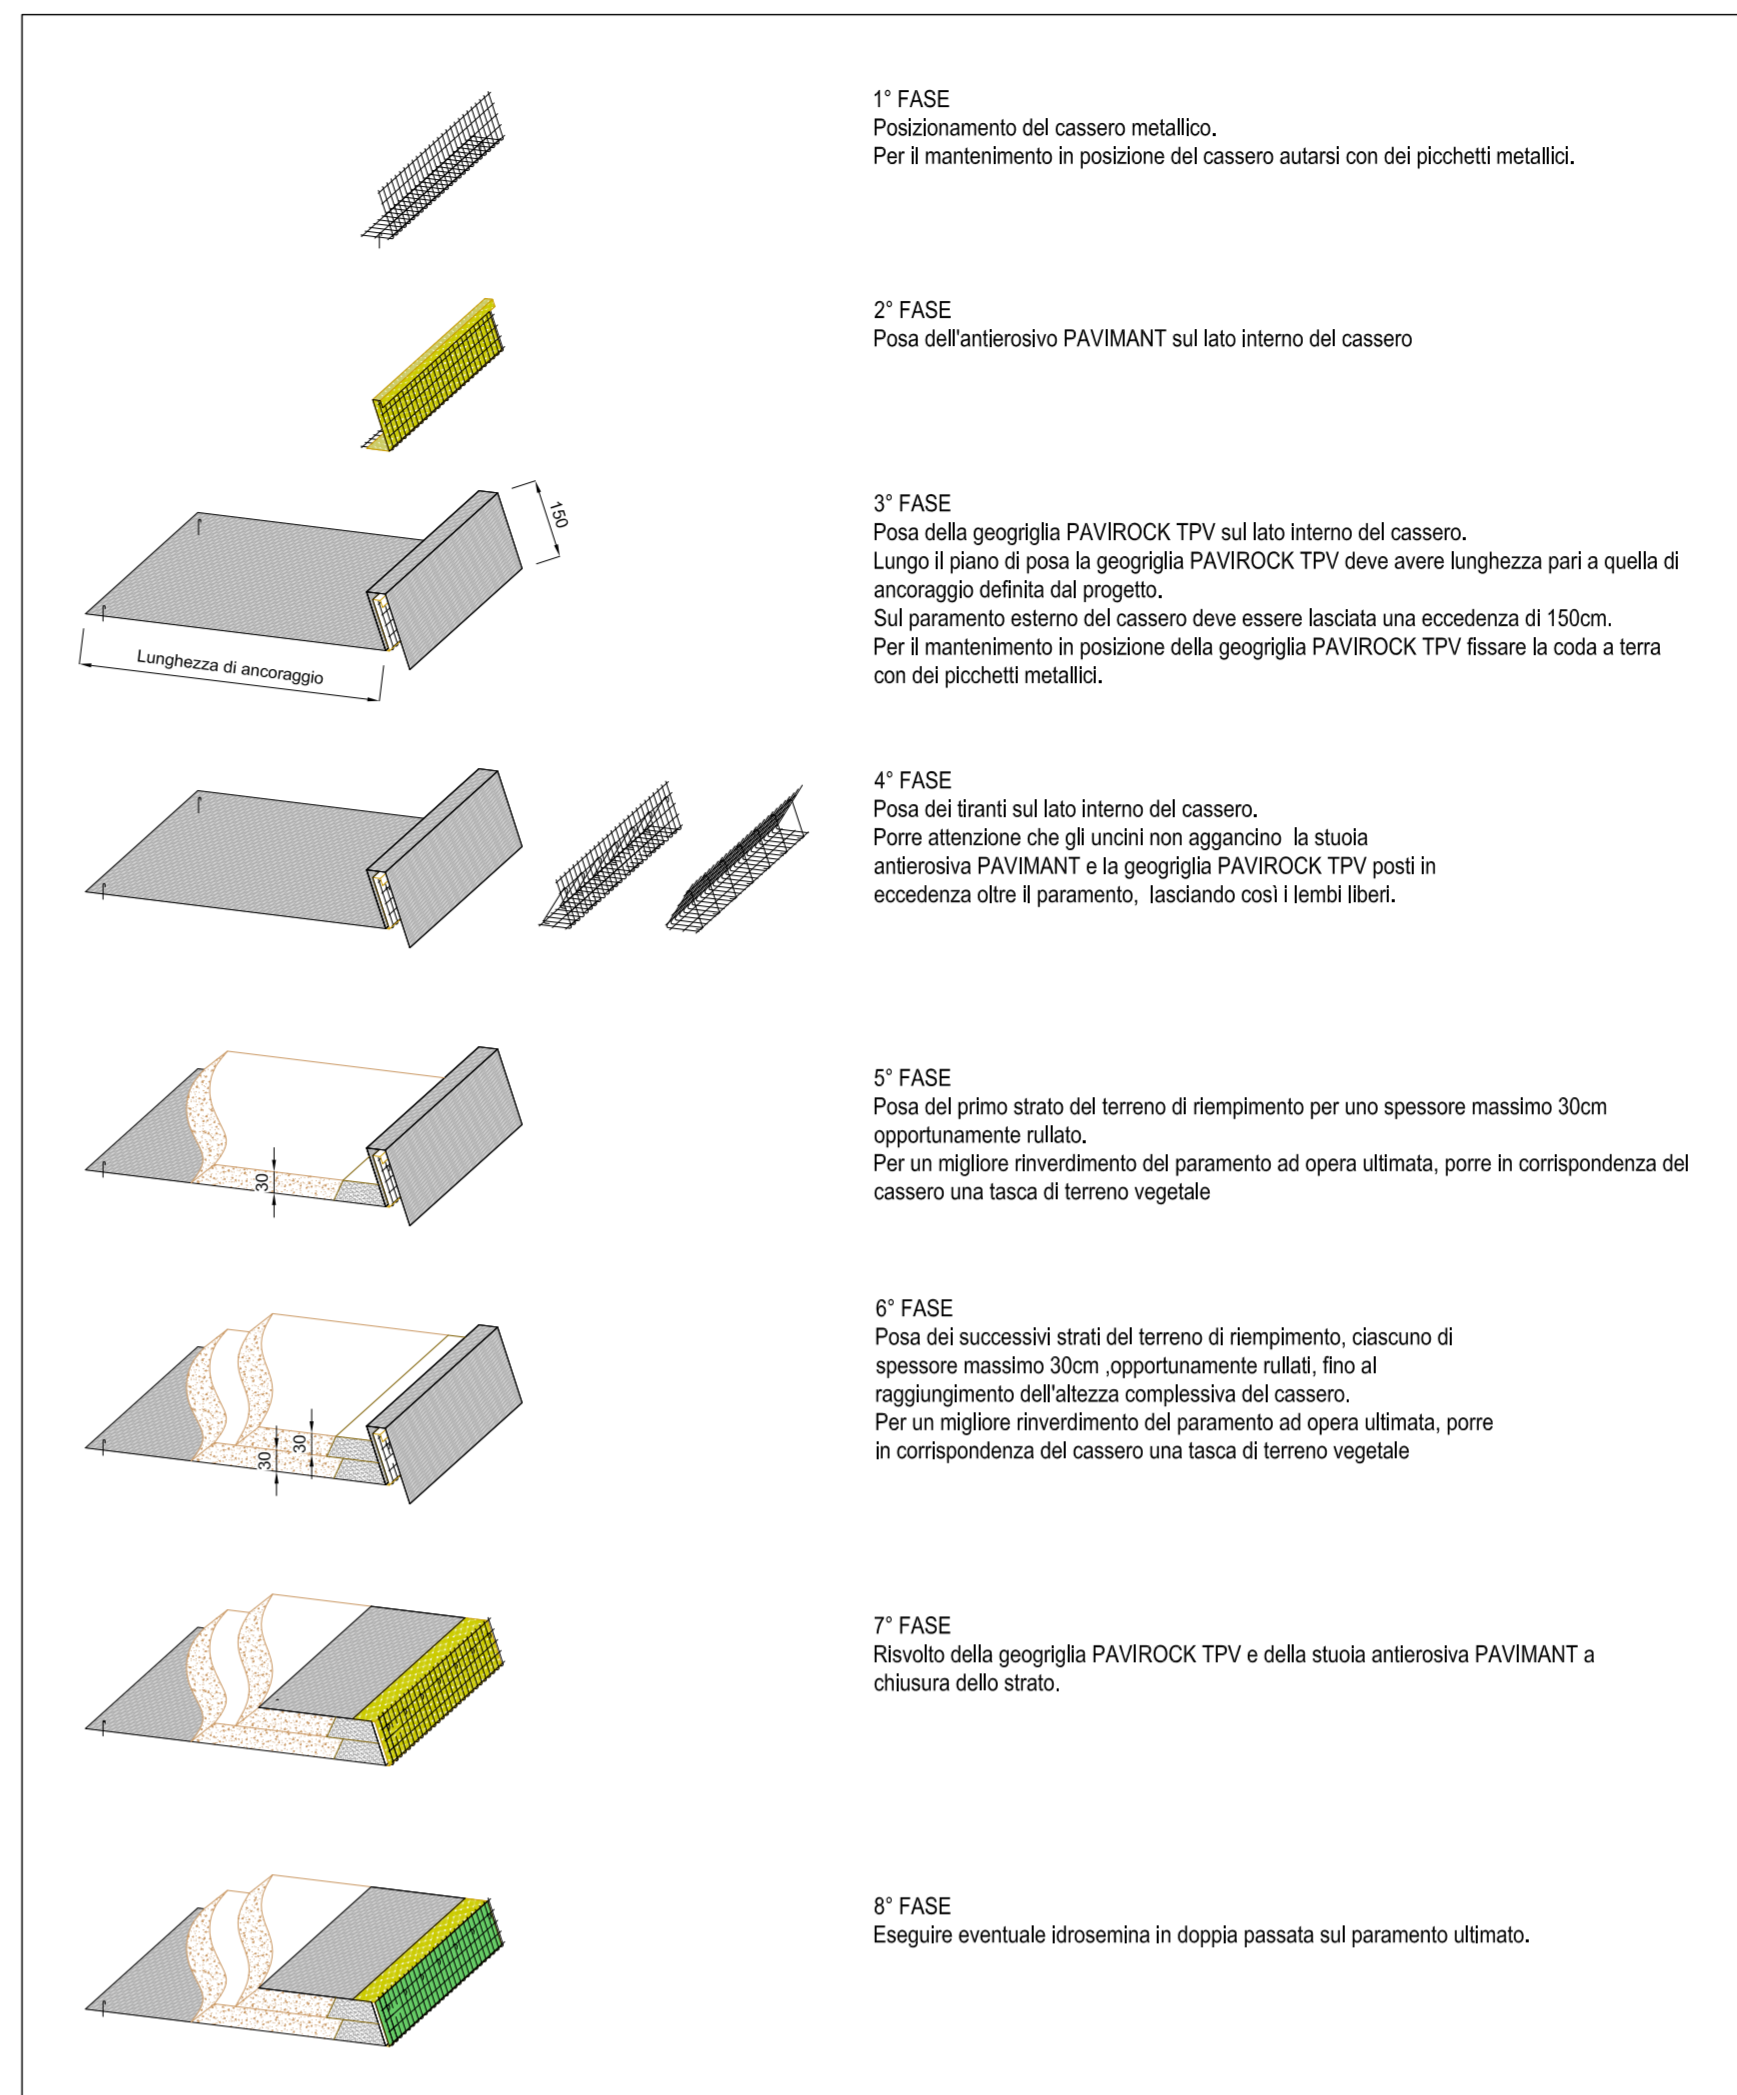 1° FASE
Posizionamento del cassero metallico.
Per il mantenimento in posizione del cassero autarsi con dei picchetti metallici.
2° FASE
Posa dell'antierosivo PAVIMANT sul lato interno del cassero
150
Lunghezza di ancoraggio
3° FASE
Posa della geogriglia PAVIROCK TPV sul lato interno del cassero.
Lungo il piano di posa la geogriglia PAVIROCK TPV deve avere lunghezza pari a quella di
ancoraggio definita dal progetto.
Sul paramento esterno del cassero deve essere lasciata una eccedenza di 150cm.
Per il mantenimento in posizione della geogriglia PAVIROCK TPV fissare la coda a terra
con dei picchetti metallici.
4° FASE
Posa dei tiranti sul lato interno del cassero.
Porre attenzione che gli uncini non aggancino  la stuoia
antierosiva PAVIMANT e la geogriglia PAVIROCK TPV posti in
eccedenza oltre il paramento,  lasciando così i lembi liberi.
30
5° FASE
Posa del primo strato del terreno di riempimento per uno spessore massimo 30cm
opportunamente rullato.
Per un migliore rinverdimento del paramento ad opera ultimata, porre in corrispondenza del
cassero una tasca di terreno vegetale
30
30
6° FASE
Posa dei successivi strati del terreno di riempimento, ciascuno di
spessore massimo 30cm ,opportunamente rullati, fino al
raggiungimento dell'altezza complessiva del cassero.
Per un migliore rinverdimento del paramento ad opera ultimata, porre
in corrispondenza del cassero una tasca di terreno vegetale
7° FASE
Risvolto della geogriglia PAVIROCK TPV e della stuoia antierosiva PAVIMANT a
chiusura dello strato.
8° FASE
Eseguire eventuale idrosemina in doppia passata sul paramento ultimato.